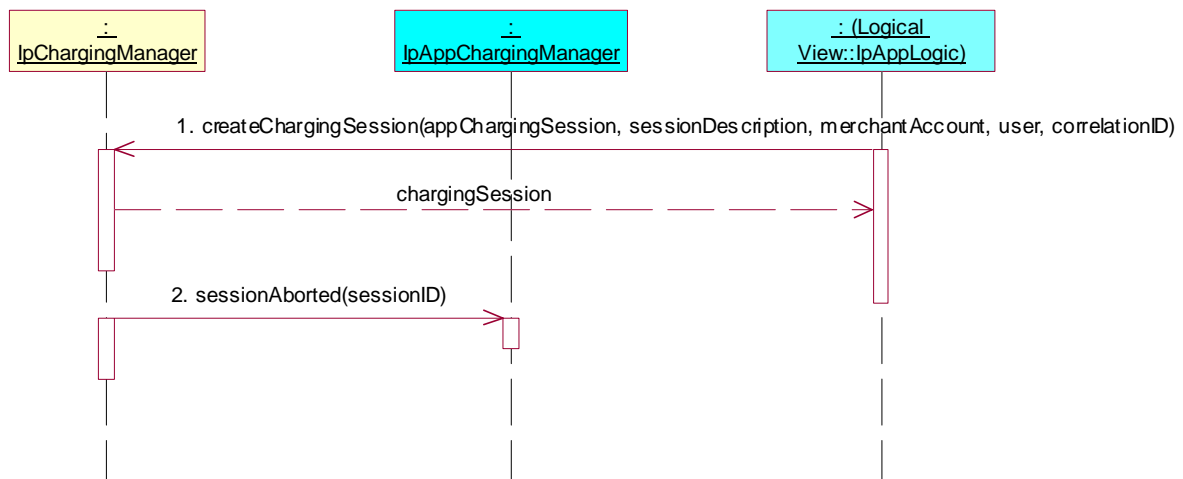 :
IpChargingManager
:
IpAppChargingManager
: (Logical
View::IpAppLogic)
1. createChargingSession(appChargingSession, sessionDescription, merchantAccount, user, correlationID)
chargingSession
2. sessionAborted(sessionID)